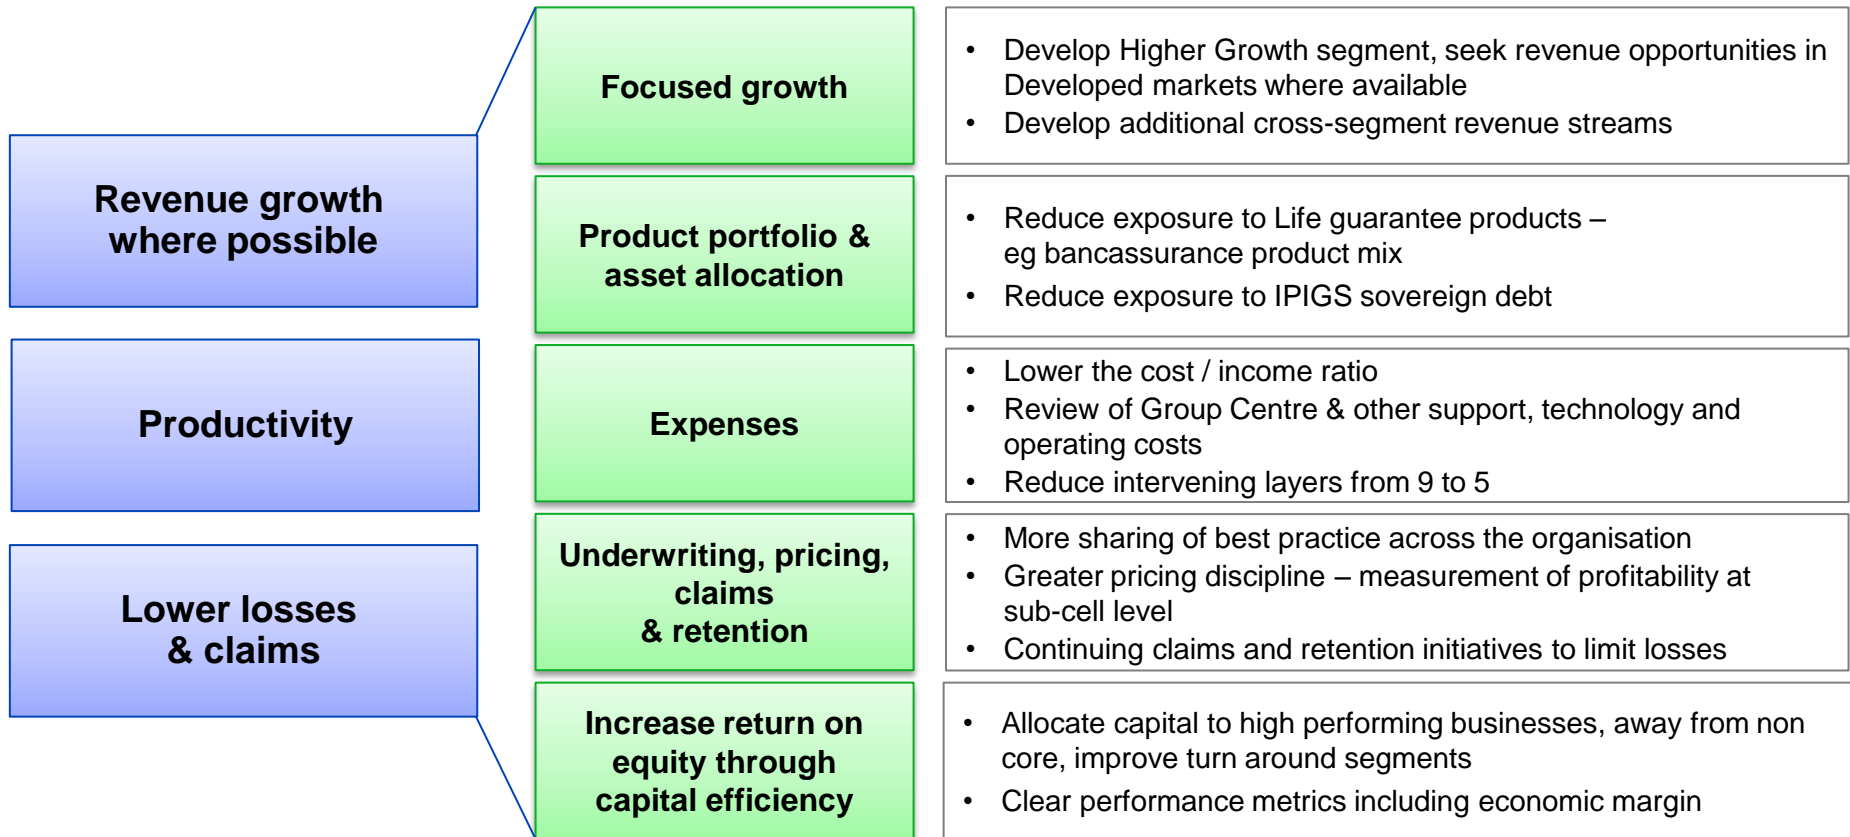 Revenue growth
where possible
Productivity
Lower losses
& claims
Focused growth
• Develop Higher Growth segment, seek revenue opportunities in
Developed markets where available
• Develop additional cross-segment revenue streams
Product portfolio &
asset allocation
• Reduce exposure to Life guarantee products –
eg bancassurance product mix
• Reduce exposure to IPIGS sovereign debt
Expenses
• Lower the cost / income ratio
• Review of Group Centre & other support, technology and
operating costs
• Reduce intervening layers from 9 to 5
Underwriting, pricing,
claims
& retention
• More sharing of best practice across the organisation
• Greater pricing discipline – measurement of profitability at
sub-cell level
• Continuing claims and retention initiatives to limit losses
Increase return on
equity through
capital efficiency
• Allocate capital to high performing businesses, away from non
core, improve turn around segments
• Clear performance metrics including economic margin